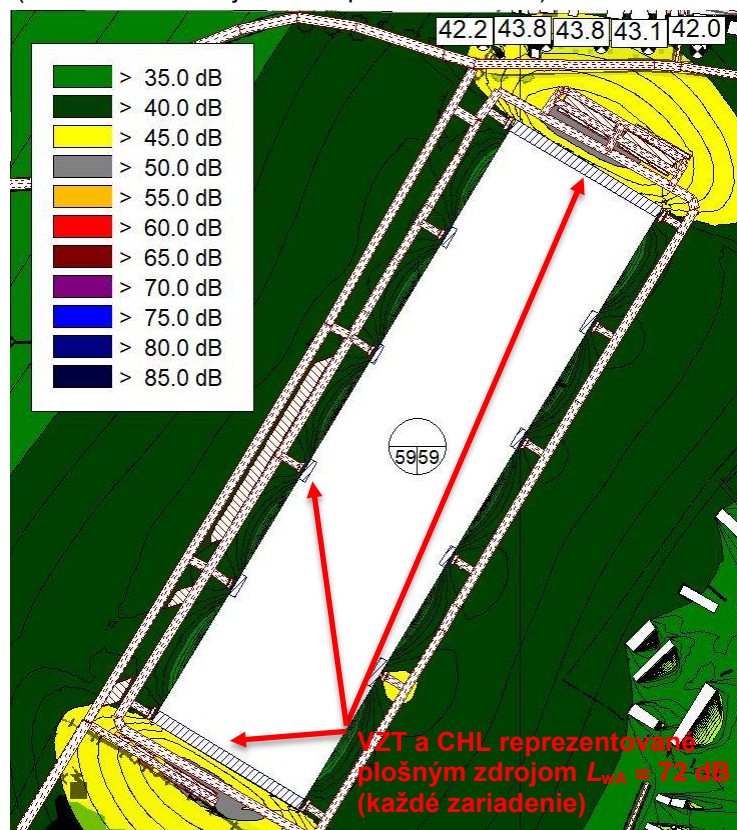 42.2 43.8 43.8 43.1 42.0
> 35.0 dB
> 40.0 dB
> 45.0 dB
> 50.0 dB
> 55.0 dB
> 60.0 dB
> 65.0 dB
> 70.0 dB
> 75.0 dB
> 80.0 dB
> 85.0 dB
59 59
VZT a CHL reprezentované
plošným zdrojom LwA = 72 dB
(každé zariadenie)